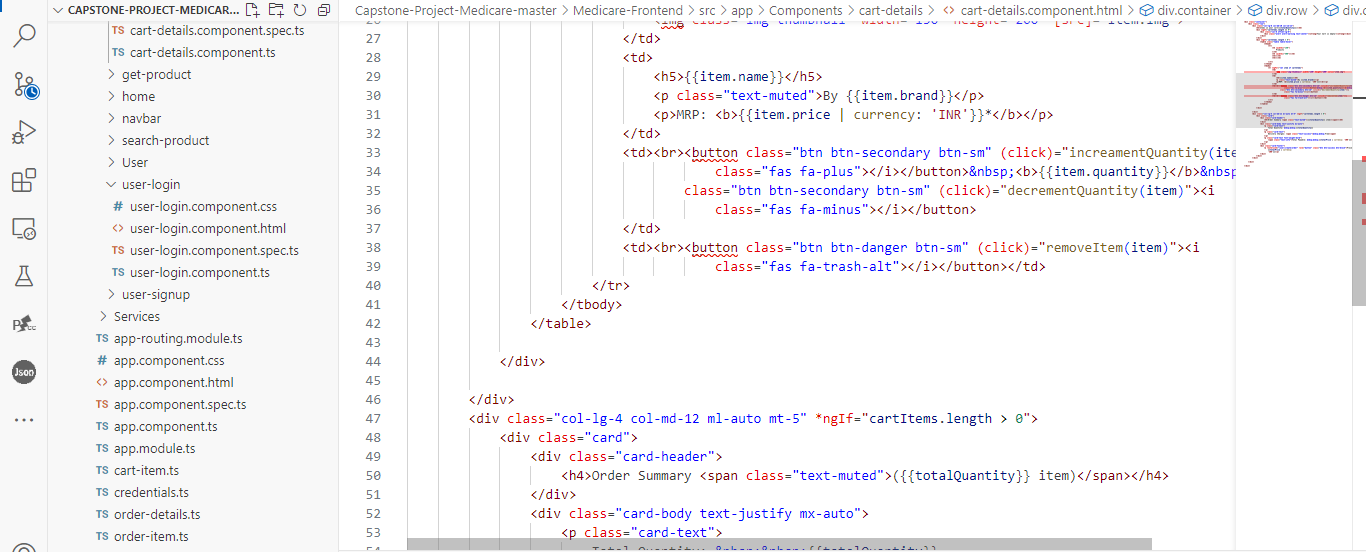 CAPSTONE-PROJECT-MEDICAR...
cart-details.component.spec.ts
TS cart-details.component.ts
get-product
home
navbar
search-product
User
user-login
# user-login.component.css
<> user-login.component.html
TS user-login.component.spec.ts
TS user-login.component.ts
user-signup
Services
TS app-routing.module.ts
# app.component.css
<> app.component.html
TS app.component.spec.ts
TS app.component.ts
TS app.module.ts
TS cart-item.ts
TS credentials.ts
TS order-details.ts
TS order-item.ts
Json
Capstone-Project-Medicare-master > Medicare-Frontend > src > app > Components > cart-details > <> cart-details.component.html > div.container > div.row > div.co
27 </td>
28 <td>
29 <h5>{{item.name}}</h5>
30 <p class="text-muted">By {{item.brand}}</p>
31 <p>MRP: <b>{{item.price | currency: 'INR'}}*</b></p>
32 </td>
33 <td><br><button class="btn btn-secondary btn-sm" (click)="increamentQuantity(ite
34 class="fas fa-plus"></i></button>&nbsp;<b>{{item.quantity}}</b>&nbsp
35 class="btn btn-secondary btn-sm" (click)="decrementQuantity(item)"><i
36 class="fas fa-minus"></i></button>
37 </td>
38 <td><br><button class="btn btn-danger btn-sm" (click)="removeItem(item)"><i
39 class="fas fa-trash-alt"></i></button></td>
40 </tr>
41 </tbody>
42 </table>
43
44 </div>
45
46 </div>
47 <div class="col-lg-4 col-md-12 ml-auto mt-5" *ngIf="cartItems.length > 0">
48 <div class="card">
49 <div class="card-header">
50 <h4>Order Summary <span class="text-muted">({{totalQuantity}} item)</span></h4>
51 </div>
52 <div class="card-body text-justify mx-auto">
53 <p class="card-text">